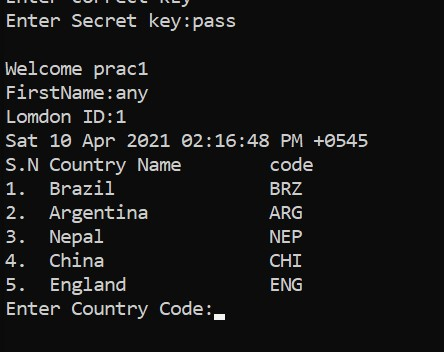 Enter correct key
Enter Secret key:pass
Welcome prac1
FirstName:any
Lomdon ID:1
Sat 10 Apr 2021 02:16:48 PM +0545
S.N Country Name code
1. Brazil BRZ
2. Argentina ARG
3. Nepal NEP
4. China CHI
5. England ENG
Enter Country Code: